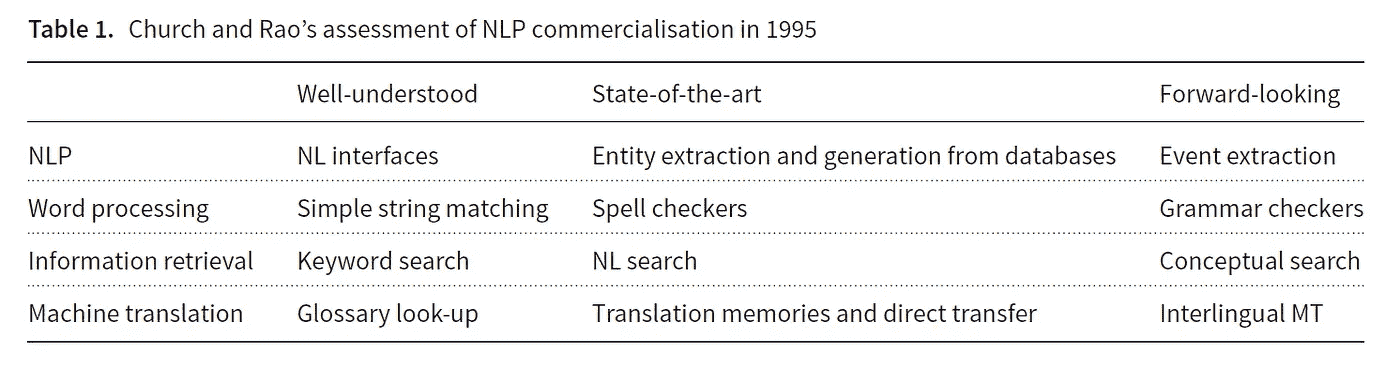 Table 1. Church and Rao’s assessment of NLP commercialisation in 1995
Well-understood State-of-the-art Forward-looking
NLP NL interfaces Entity extraction and generation from databases Event extraction
Word processing Simple string matching Spell checkers Grammar checkers
Information retrieval Keyword search NL search Conceptual search
Machine translation Glossary look-up Translation memories and direct transfer Interlingual MT